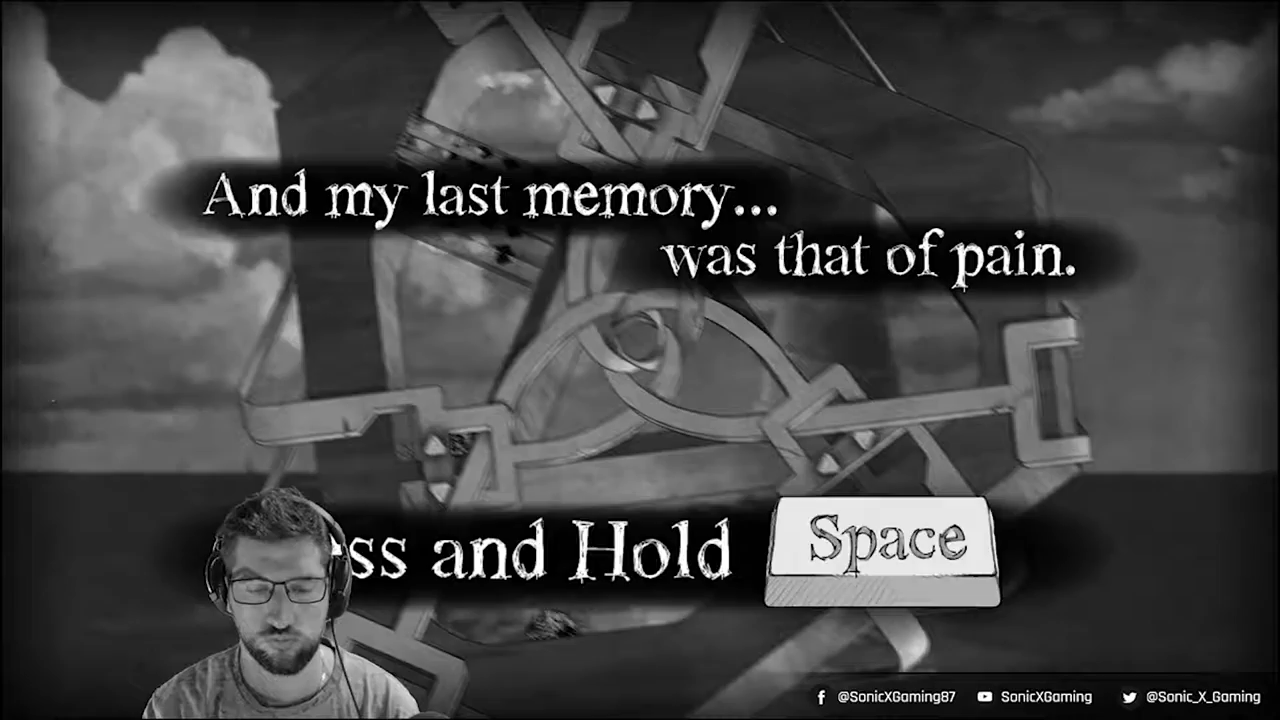 And my last memory...
was that of pain.
ss and Hold Space
@SonicXGaming87 SonicXGaming @Sonic_X_Gaming